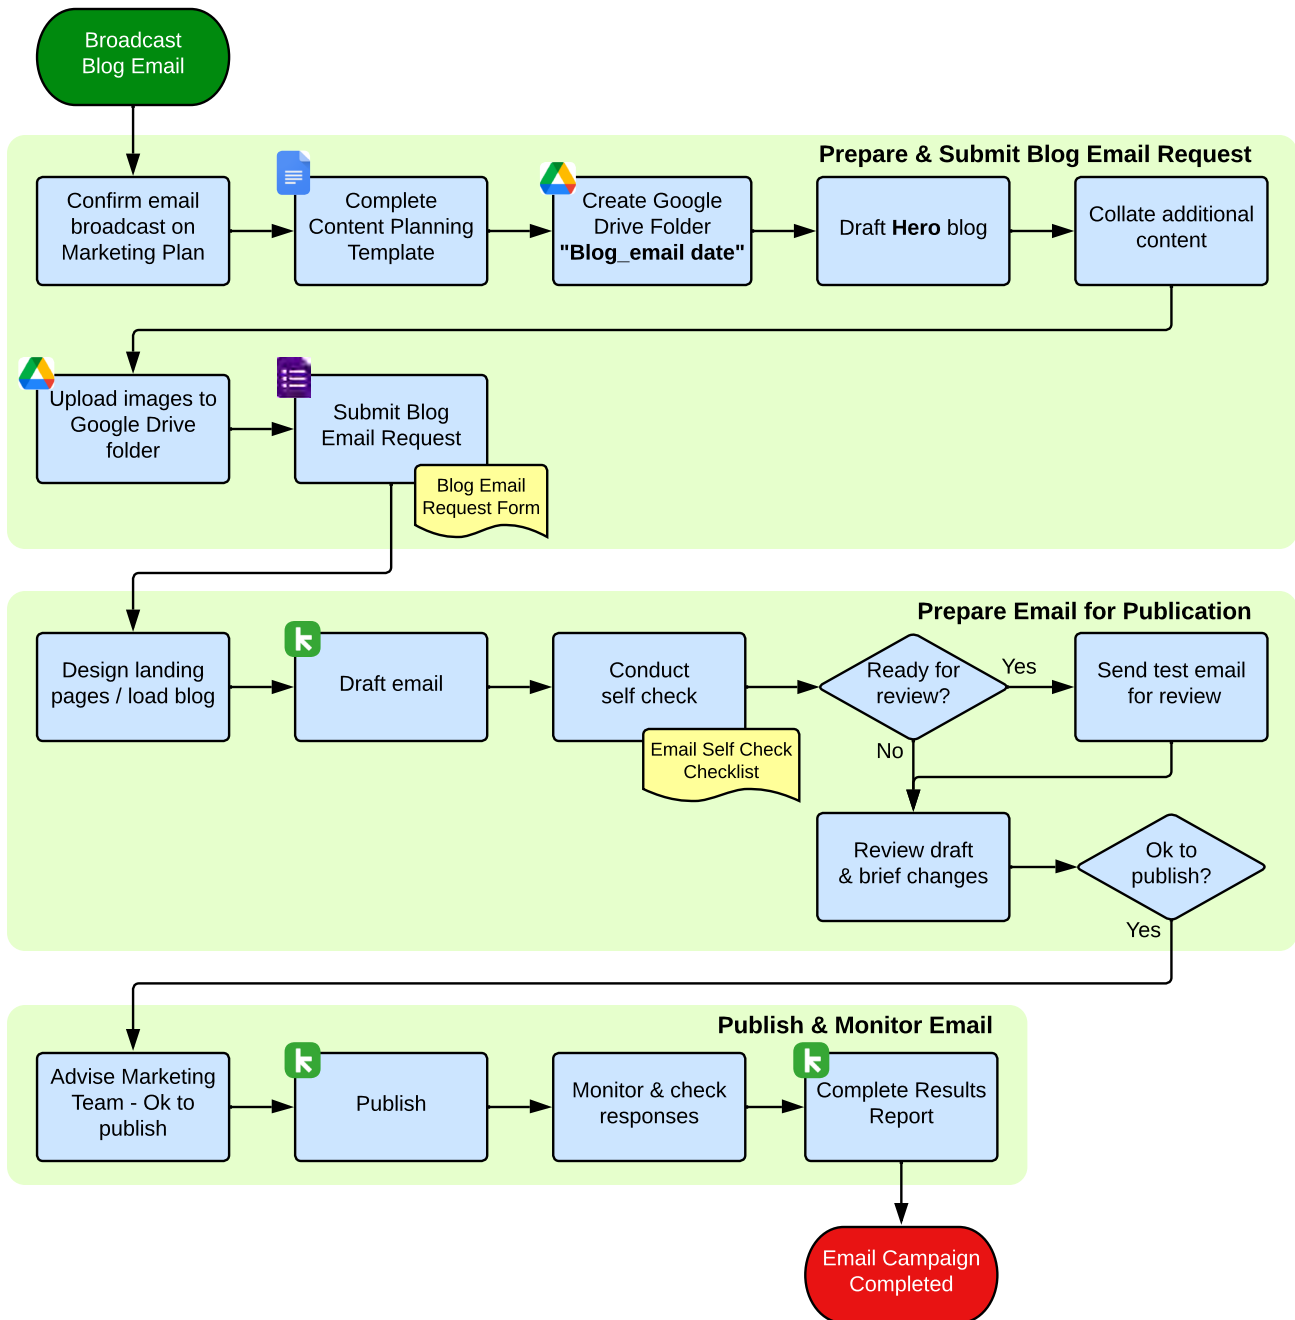 Broadcast
Blog Email
Prepare & Submit Blog Email Request
Confirm email
broadcast on
Marketing Plan
Complete
Content Planning
Template
Create Google
Drive Folder
"Blog_email date"
Draft Hero blog
Collate additional
content
Upload images to
Google Drive
folder
Submit Blog
Email Request
Blog Email
Request Form
Prepare Email for Publication
Design landing
pages / load blog
Draft email
Conduct
self check
Email Self Check
Checklist
Ready for
review?
Yes
No
Send test email
for review
Review draft
& brief changes
Ok to
publish?
Yes
Publish & Monitor Email
Advise Marketing
Team - Ok to
publish
Publish
Monitor & check
responses
Complete Results
Report
Email Campaign
Completed